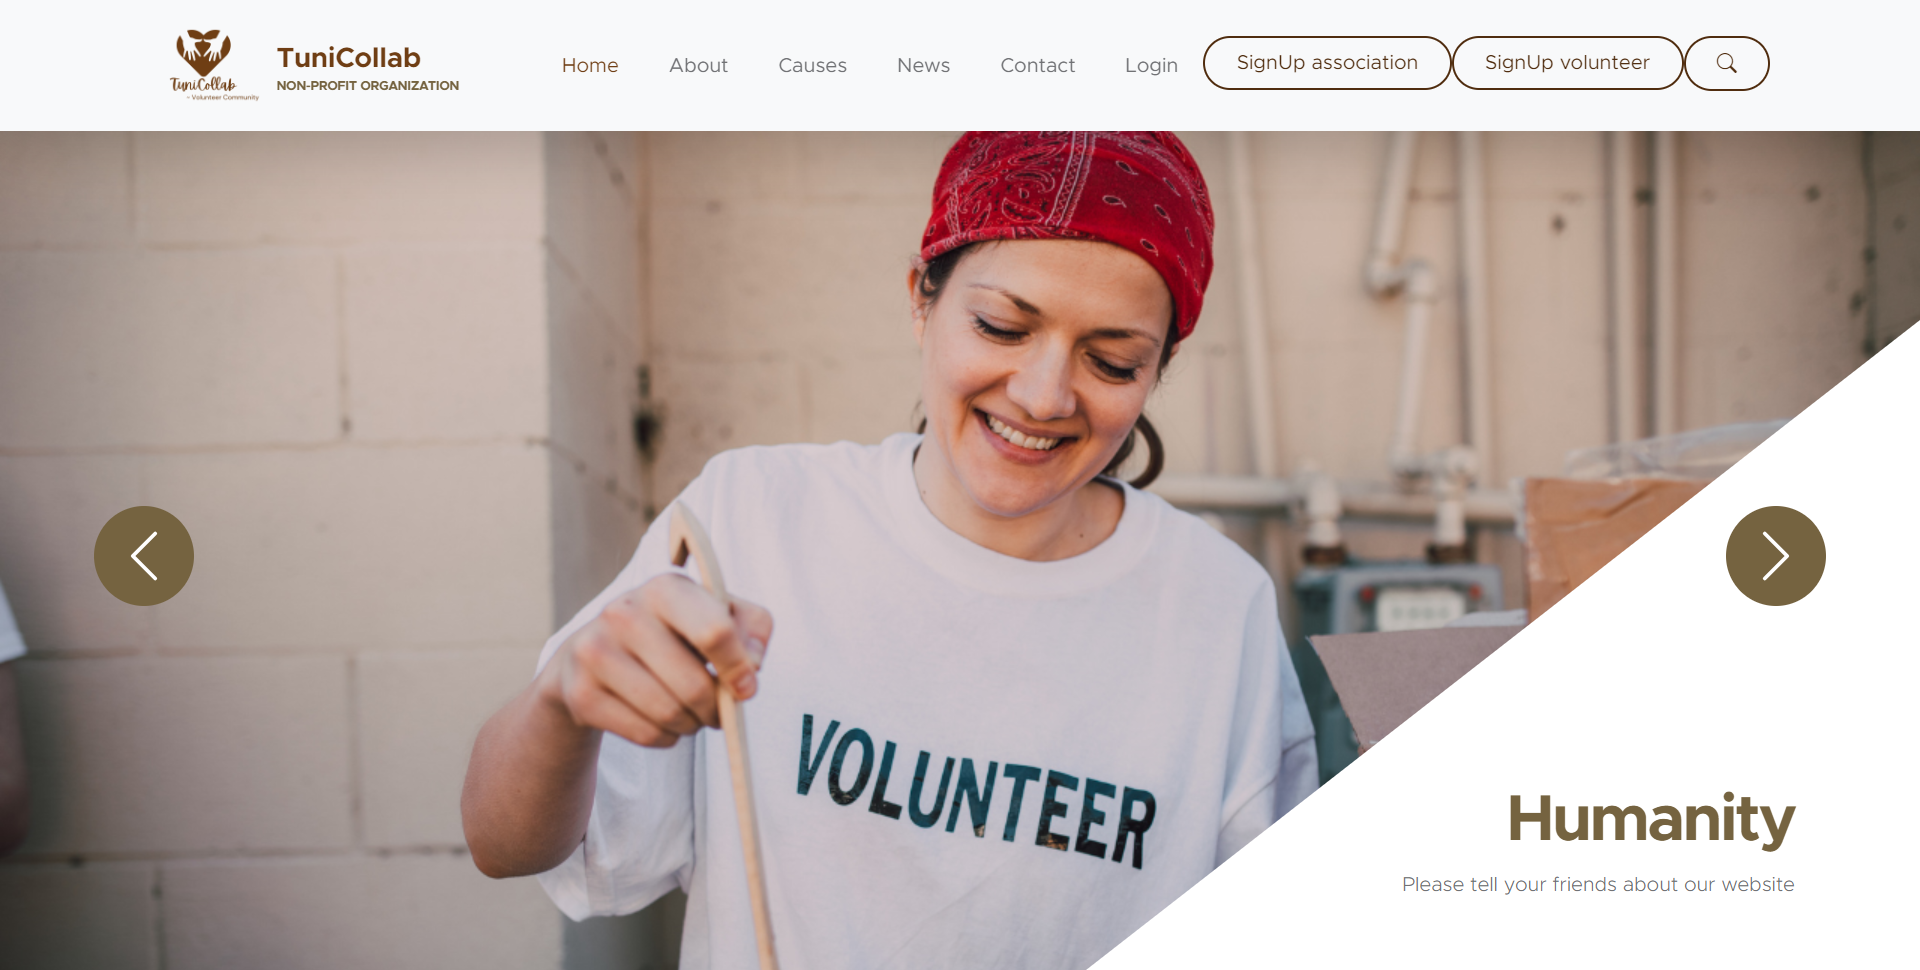 TuniCollab
~ Volunteer Community
TuniCollab
NON-PROFIT ORGANIZATION
Home
About
Causes
News
Contact
Login
SignUp association
SignUp volunteer
VOLUNTEER
Humanity
Please tell your friends about our website